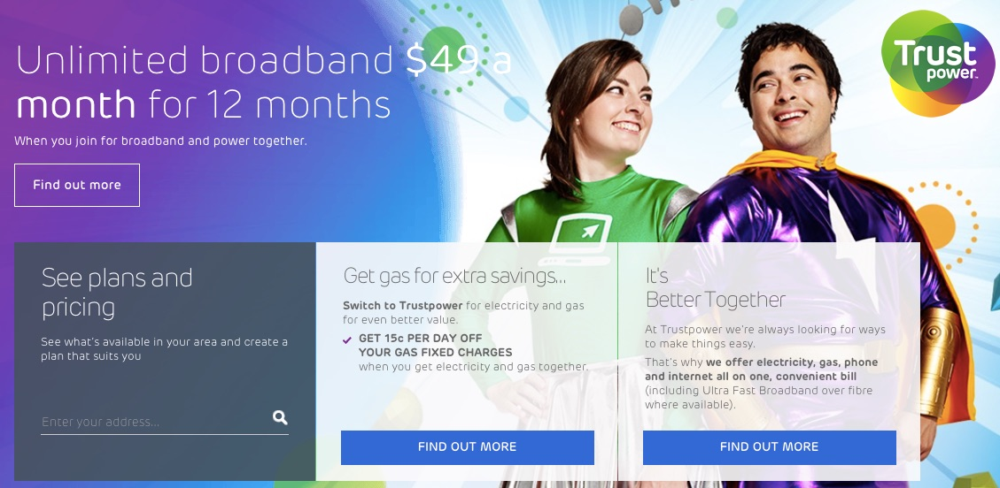 Unlimited broadband $49 a
month for 12 months
When you join for broadband and power together.
Find out more
Trust
power™
See plans and
pricing
See what's available in your area and create a
plan that suits you
Enter your address...
Get gas for extra savings...
Switch to Trustpower for electricity and gas
for even better value.
GET 15c PER DAY OFF
YOUR GAS FIXED CHARGES
when you get electricity and gas together.
FIND OUT MORE
It's
Better Together
At Trustpower we're always looking for ways
to make things easy.
That's why we offer electricity, gas, phone
and internet all on one, convenient bill
(including Ultra Fast Broadband over fibre
where available).
FIND OUT MORE